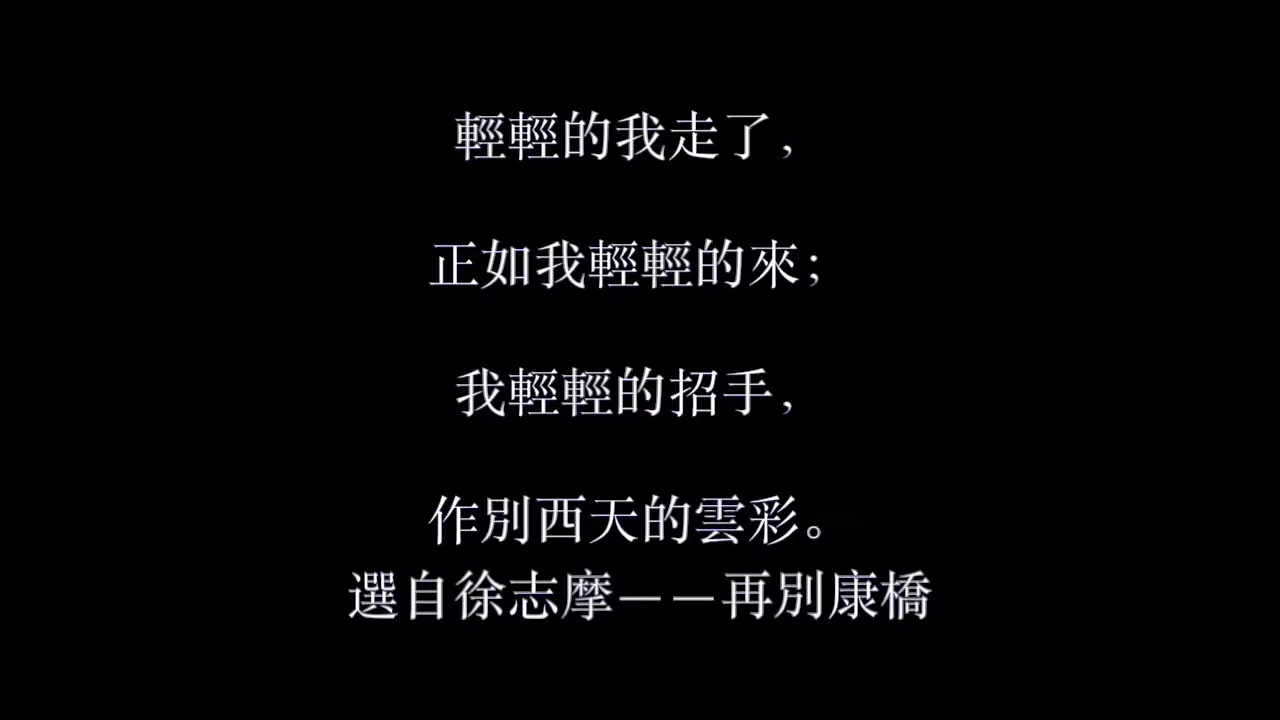 輕輕的我走了，
正如我輕輕的來；
我輕輕的招手，
作別西天的雲彩。
選自徐志摩——再別康橋